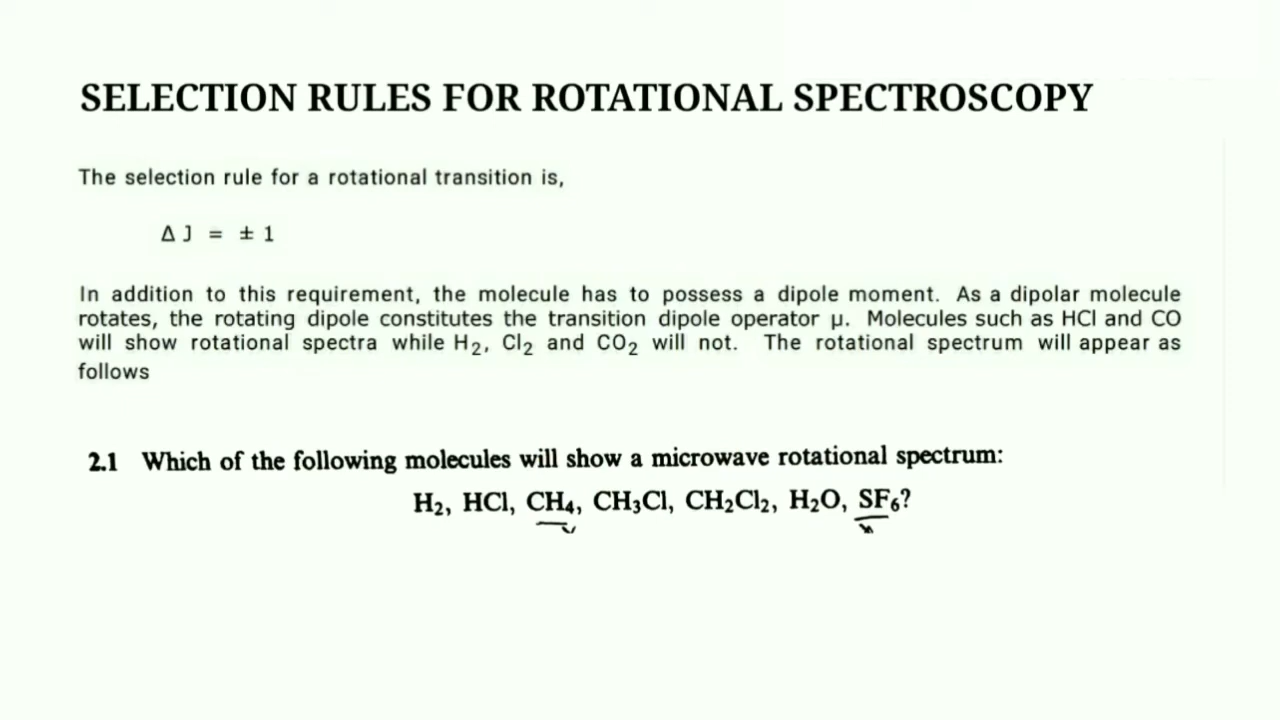 SELECTION RULES FOR ROTATIONAL SPECTROSCOPY
The selection rule for a rotational transition is,
Δ J = ± 1
In addition to this requirement, the molecule has to possess a dipole moment. As a dipolar molecule
rotates, the rotating dipole constitutes the transition dipole operator μ. Molecules such as HCl and CO
will show rotational spectra while H₂, Cl₂ and CO₂ will not. The rotational spectrum will appear as
follows
2.1 Which of the following molecules will show a microwave rotational spectrum:
H₂, HCl, CH₄, CH₃Cl, CH₂Cl₂, H₂O, SF₆?